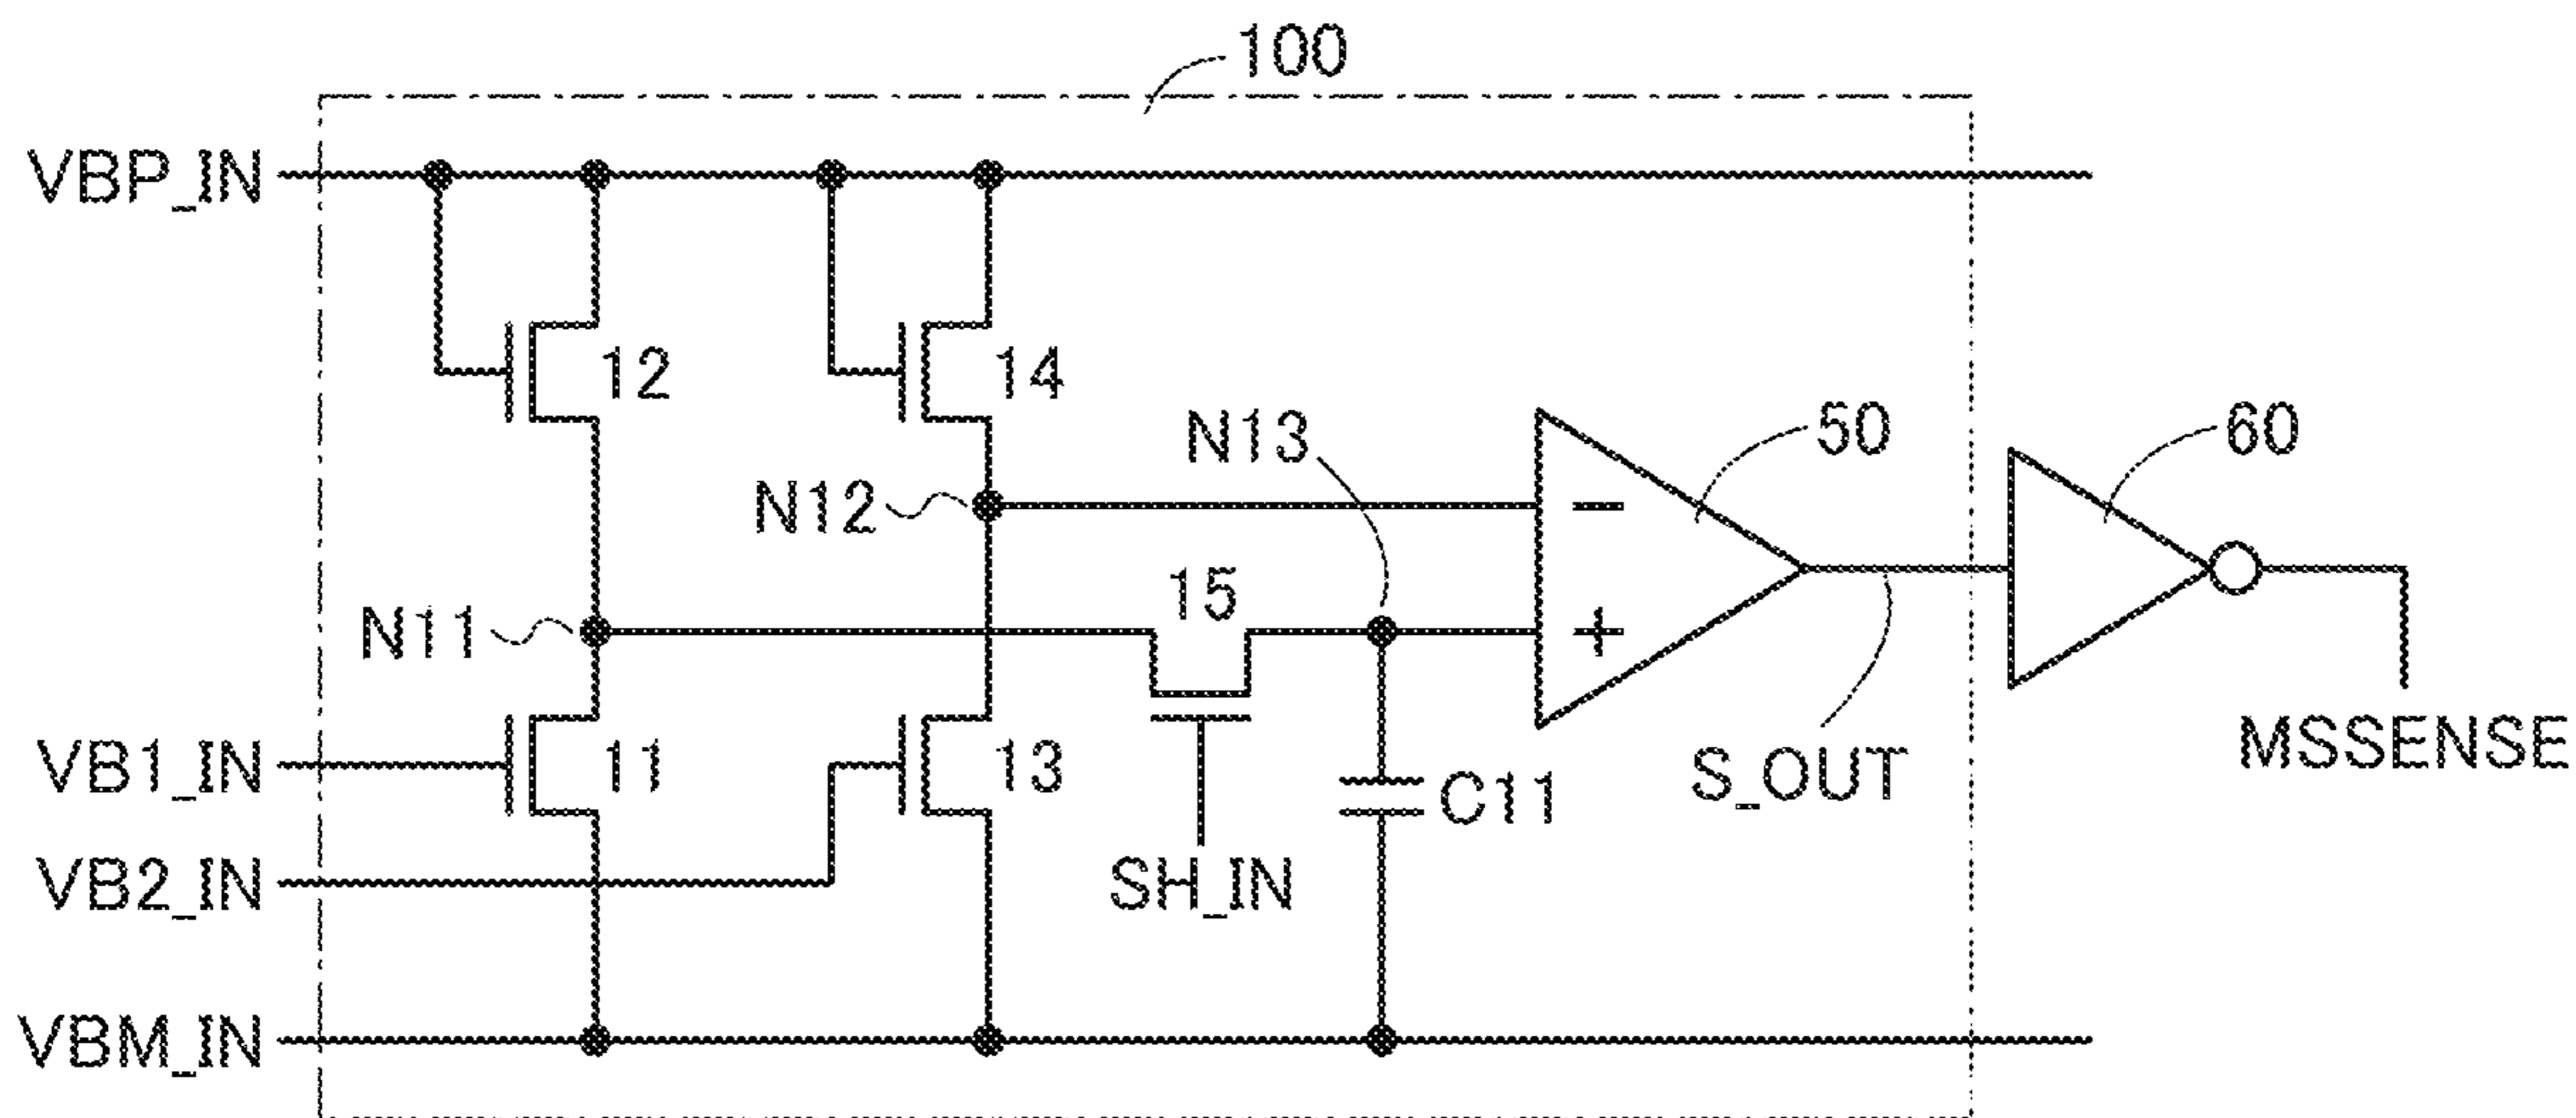 100
VBP_IN
12
14
N13
50
60
N12
15
N11
VB1_IN
11
13
C11
S_OUT
MSSENSE
VB2_IN
SH_IN
VBM_IN